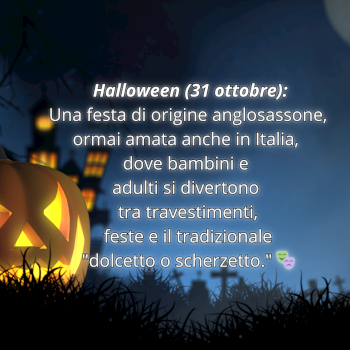 Halloween (31 ottobre):
Una festa di origine anglosassone,
ormai amata anche in Italia,
dove bambini e
adulti si divertono
tra travestimenti,
feste e il tradizionale
"dolcetto o scherzetto." 🎭